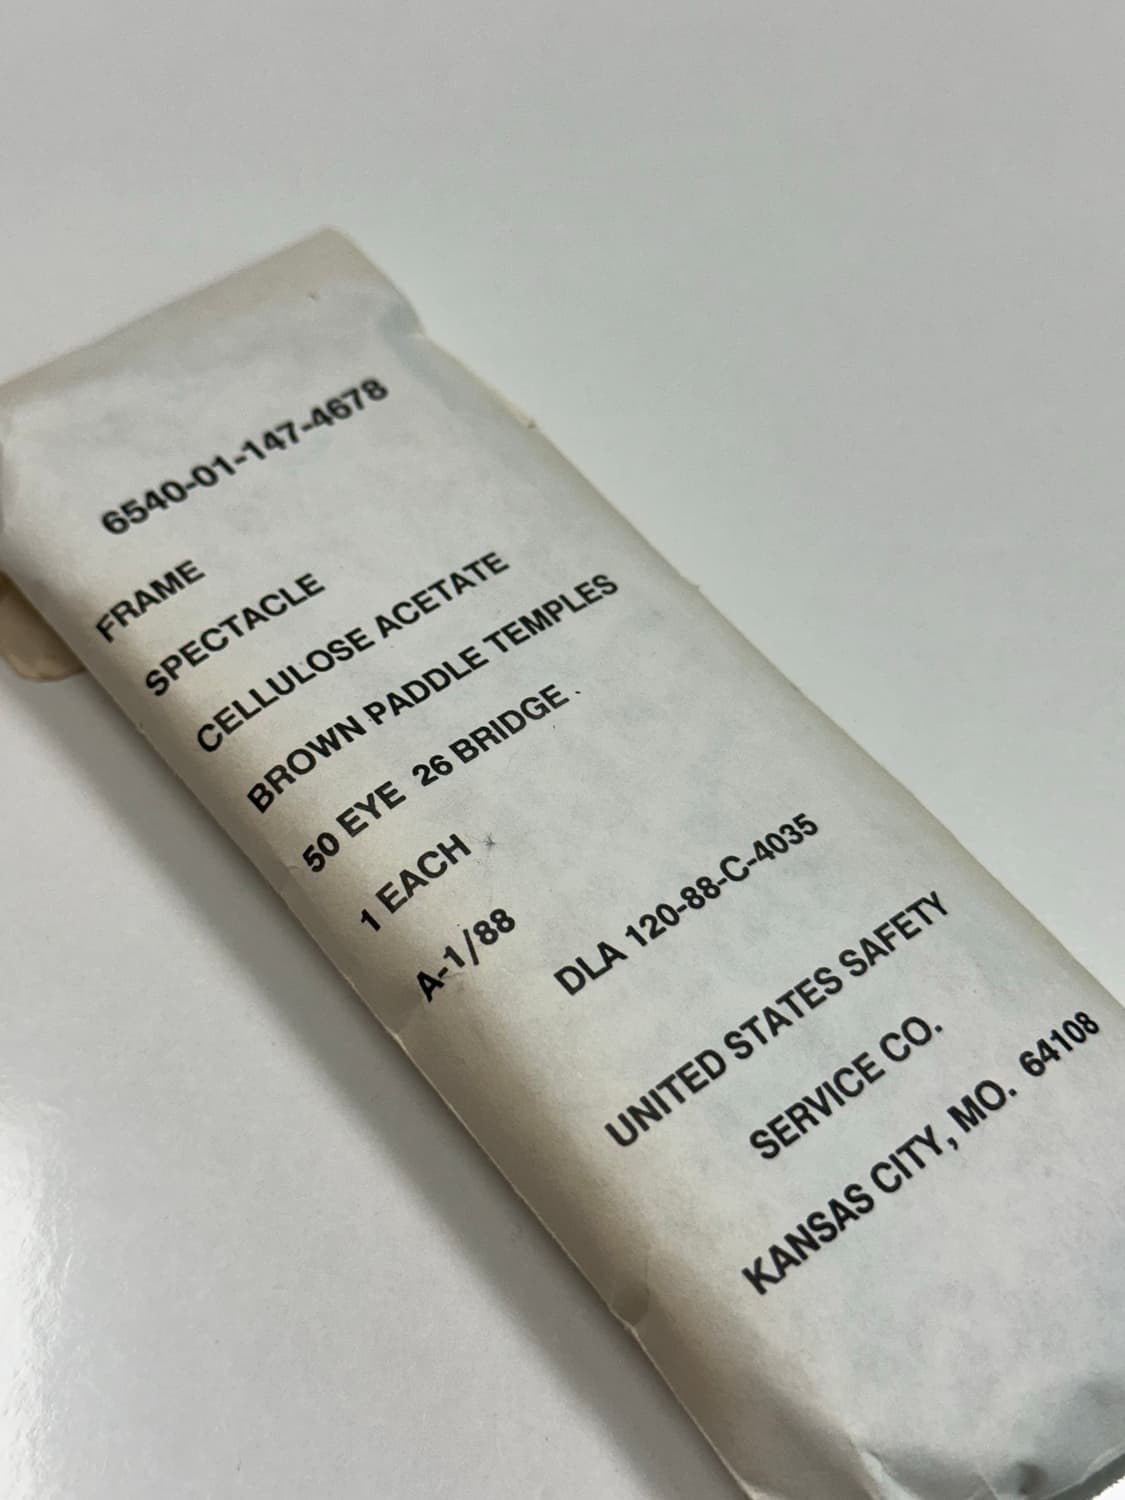 6540-01-147-4678
FRAME
SPECTACLE
CELLULOSE ACETATE
BROWN PADDLE TEMPLES
50 EYE 26 BRIDGE
1 EACH
A-1/88
DLA 120-88-C-4035
UNITED STATES SAFETY
SERVICE CO.
KANSAS CITY, MO. 64108